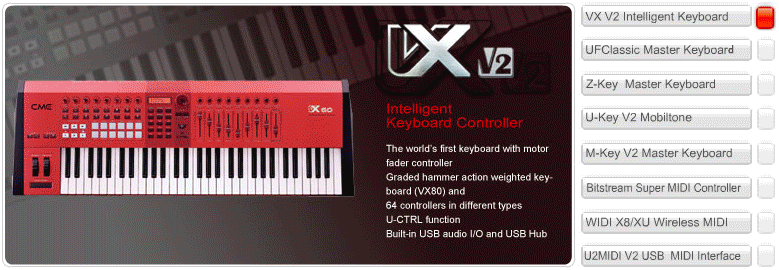 VX V2
Intelligent
Keyboard Controller
The world's first keyboard with motor
fader controller
Graded hammer action weighted key-
board (VX80) and
64 controllers in different types
U-CTRL function
Built-in USB audio I/O and USB Hub
CME
VX 60
VX V2 Intelligent Keyboard
UFClassic Master Keyboard
Z-Key Master Keyboard
U-Key V2 Mobiltone
M-Key V2 Master Keyboard
Bitstream Super MIDI Controller
WIDI X8/XU Wireless MIDI
U2MIDI V2 USB MIDI Interface